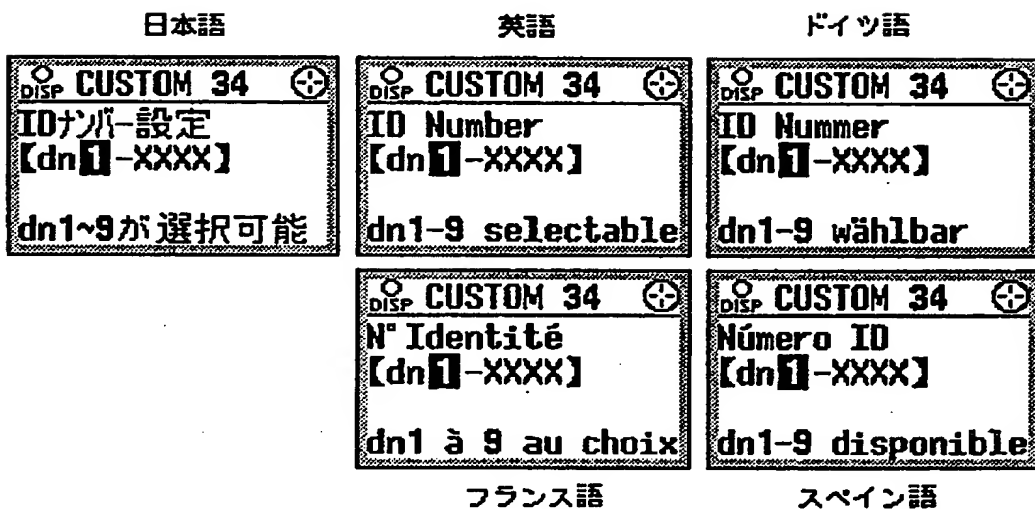 日本語
DISP CUSTOM 34
IDナンバー設定
【dn1-XXXX】
dn1~9が選択可能
英語
DISP CUSTOM 34
ID Number
【dn1-XXXX】
dn1-9 selectable
ドイツ語
DISP CUSTOM 34
ID Nummer
【dn1-XXXX】
dn1-9 wählbar
DISP CUSTOM 34
N° Identité
【dn1-XXXX】
dn1 à 9 au choix
フランス語
DISP CUSTOM 34
Número ID
【dn1-XXXX】
dn1-9 disponible
スペイン語